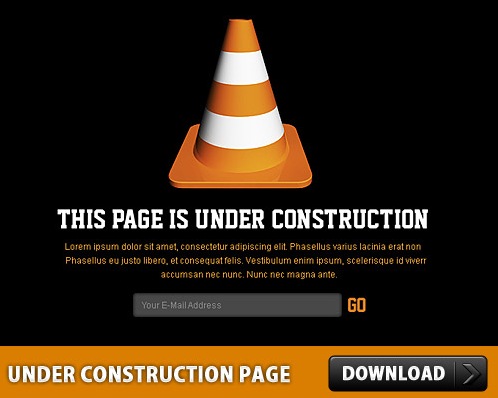 THIS PAGE IS UNDER CONSTRUCTION
Lorem ipsum dolor sit amet, consectetur adipiscing elit. Phasellus varius lacinia erat non
Phasellus eu justo libero, et consequat felis. Vestibulum enim ipsum, scelerisque id viverr
accumsan nec nunc. Nunc nec magna ante.
Your E-Mail Address GO
UNDER CONSTRUCTION PAGE DOWNLOAD